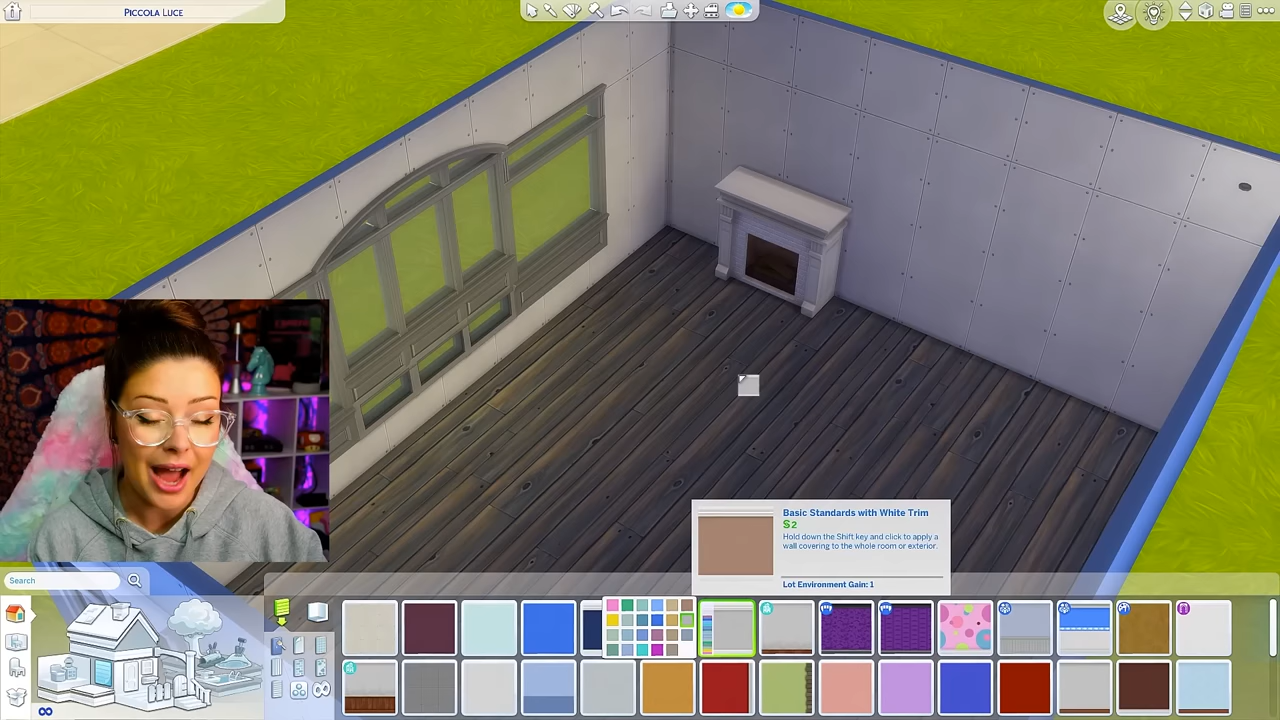 PICCOLA LUCE
Basic Standards with White Trim
§2
Hold down the Shift key and click to apply a
wall covering to the whole room or exterior.
Lot Environment Gain: 1
Search